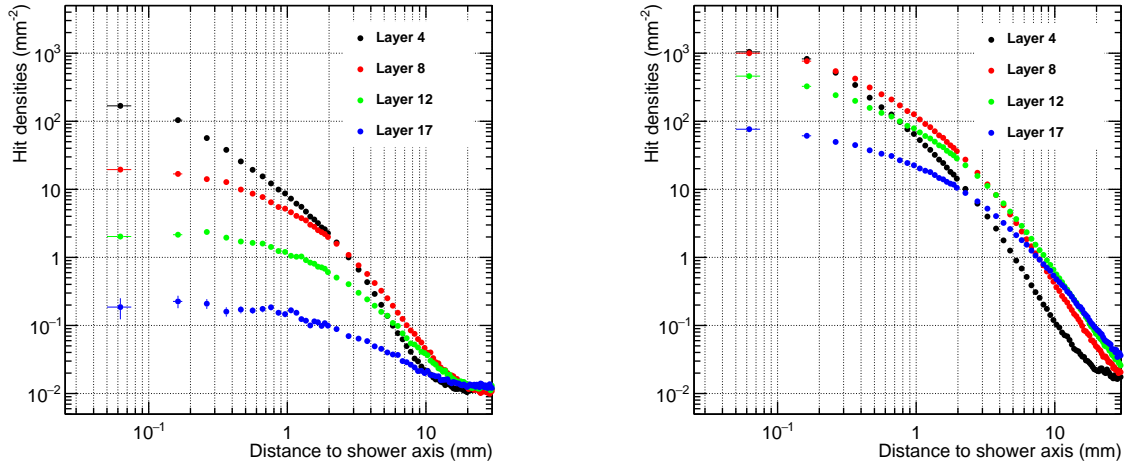 Hit densities (mm⁻²)
10³
10²
10
1
10⁻¹
10⁻²
Layer 4
Layer 8
Layer 12
Layer 17
10⁻¹
1
10
Distance to shower axis (mm)
Hit densities (mm⁻²)
10³
10²
10
1
10⁻¹
10⁻²
Layer 4
Layer 8
Layer 12
Layer 17
10⁻¹
1
10
Distance to shower axis (mm)